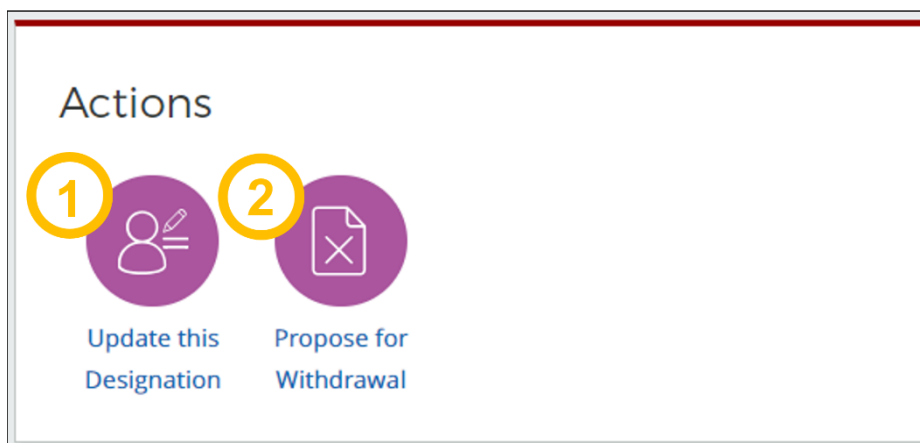 Actions
1
2
Update this
Designation
Propose for
Withdrawal